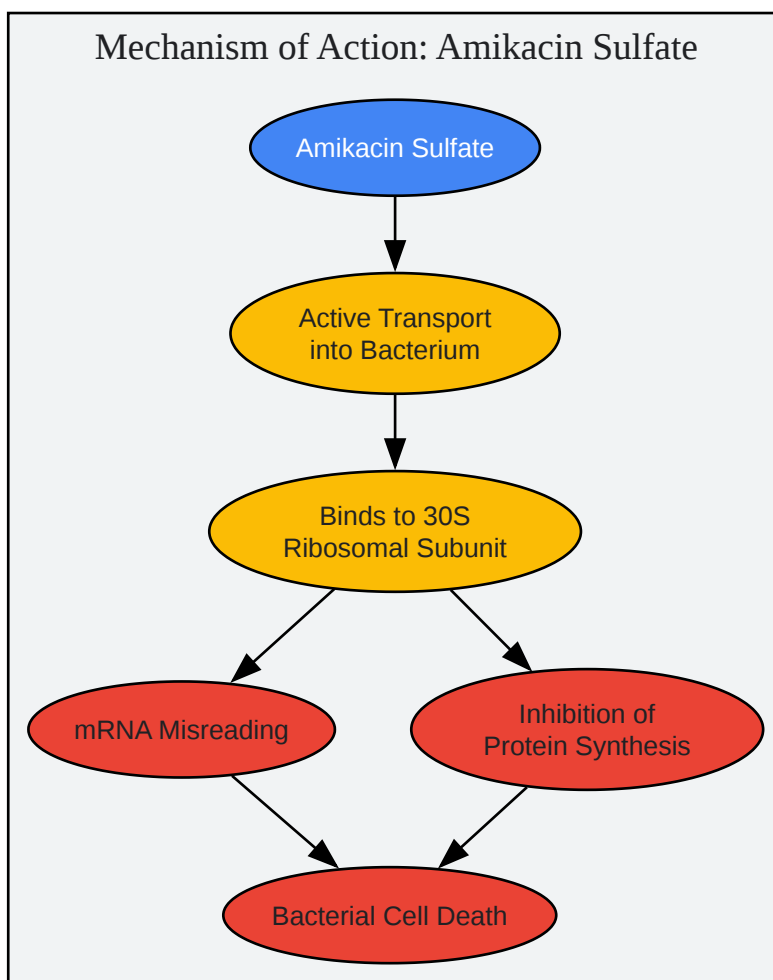 Mechanism of Action: Amikacin Sulfate
Amikacin Sulfate
Active Transport
into Bacterium
Binds to 30S
Ribosomal Subunit
mRNA Misreading
Inhibition of
Protein Synthesis
Bacterial Cell Death